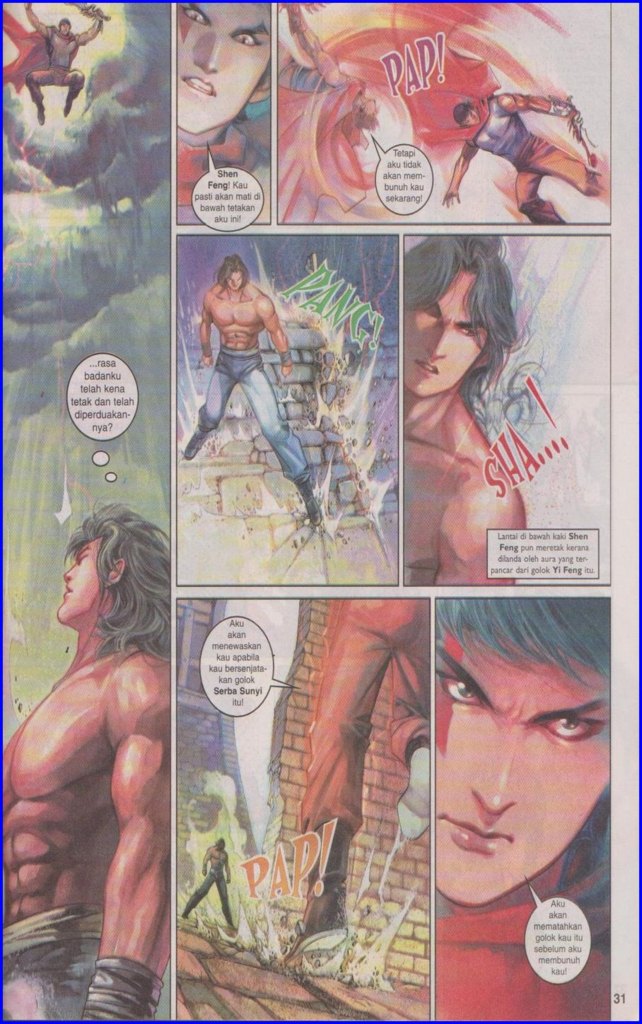 ...rasa
badanku
telah kena
tetak dan telah
diperduakan-
nya?
Shen
Feng! Kau
pasti akan mati di
bawah tetakan
aku ini!
PAP!
Tetapi
aku tidak
akan mem-
bunuh kau
sekarang!
PANG!
SHA....!
Lantai di bawah kaki Shen
Feng pun meretak kerana
dilanda oleh aura yang ter-
pancar dari golok Yi Feng itu.
Aku
akan
menewaskan
kau apabila
kau bersenjata-
kan golok
Serba Sunyi
itu!
PAP!
Aku
akan
mematahkan
golok kau itu
sebelum aku
membunuh
kau!
31